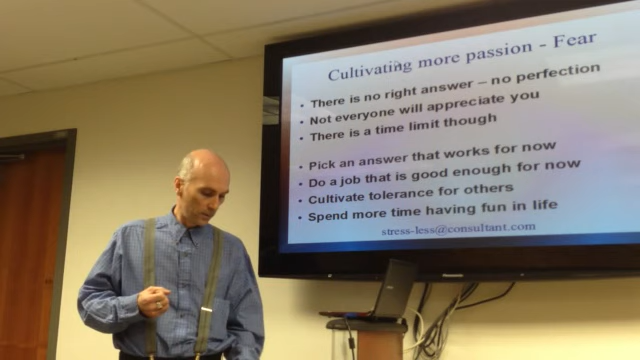 Cultivating more passion - Fear
• There is no right answer – no perfection
• Not everyone will appreciate you
• There is a time limit though
• Pick an answer that works for now
• Do a job that is good enough for now
• Cultivate tolerance for others
• Spend more time having fun in life
stress-less@consultant.com
Panasonic